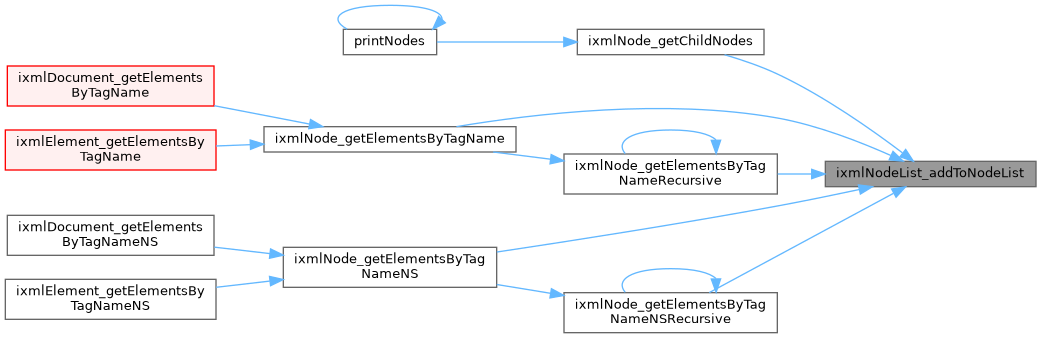 printNodes
ixmlNode_getChildNodes
ixmlDocument_getElements
ByTagName
ixmlElement_getElementsBy
TagName
ixmlNode_getElementsByTagName
ixmlNode_getElementsByTag
NameRecursive
ixmlNodeList_addToNodeList
ixmlDocument_getElements
ByTagNameNS
ixmlElement_getElementsBy
TagNameNS
ixmlNode_getElementsByTag
NameNS
ixmlNode_getElementsByTag
NameNSRecursive